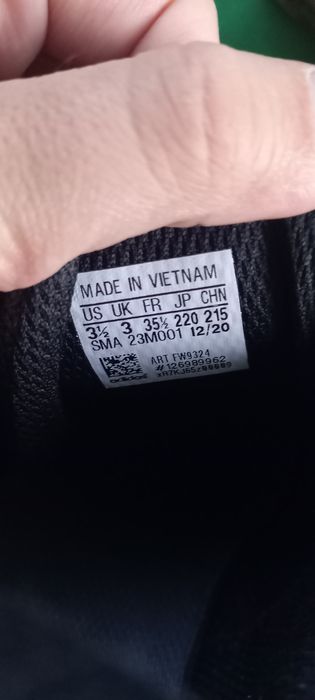 MADE IN VIETNAM
US UK FR JP CHN
3½ 3 35½ 220 215
SMA 23M001 12/20
ART FW9324
#126989962
adidas